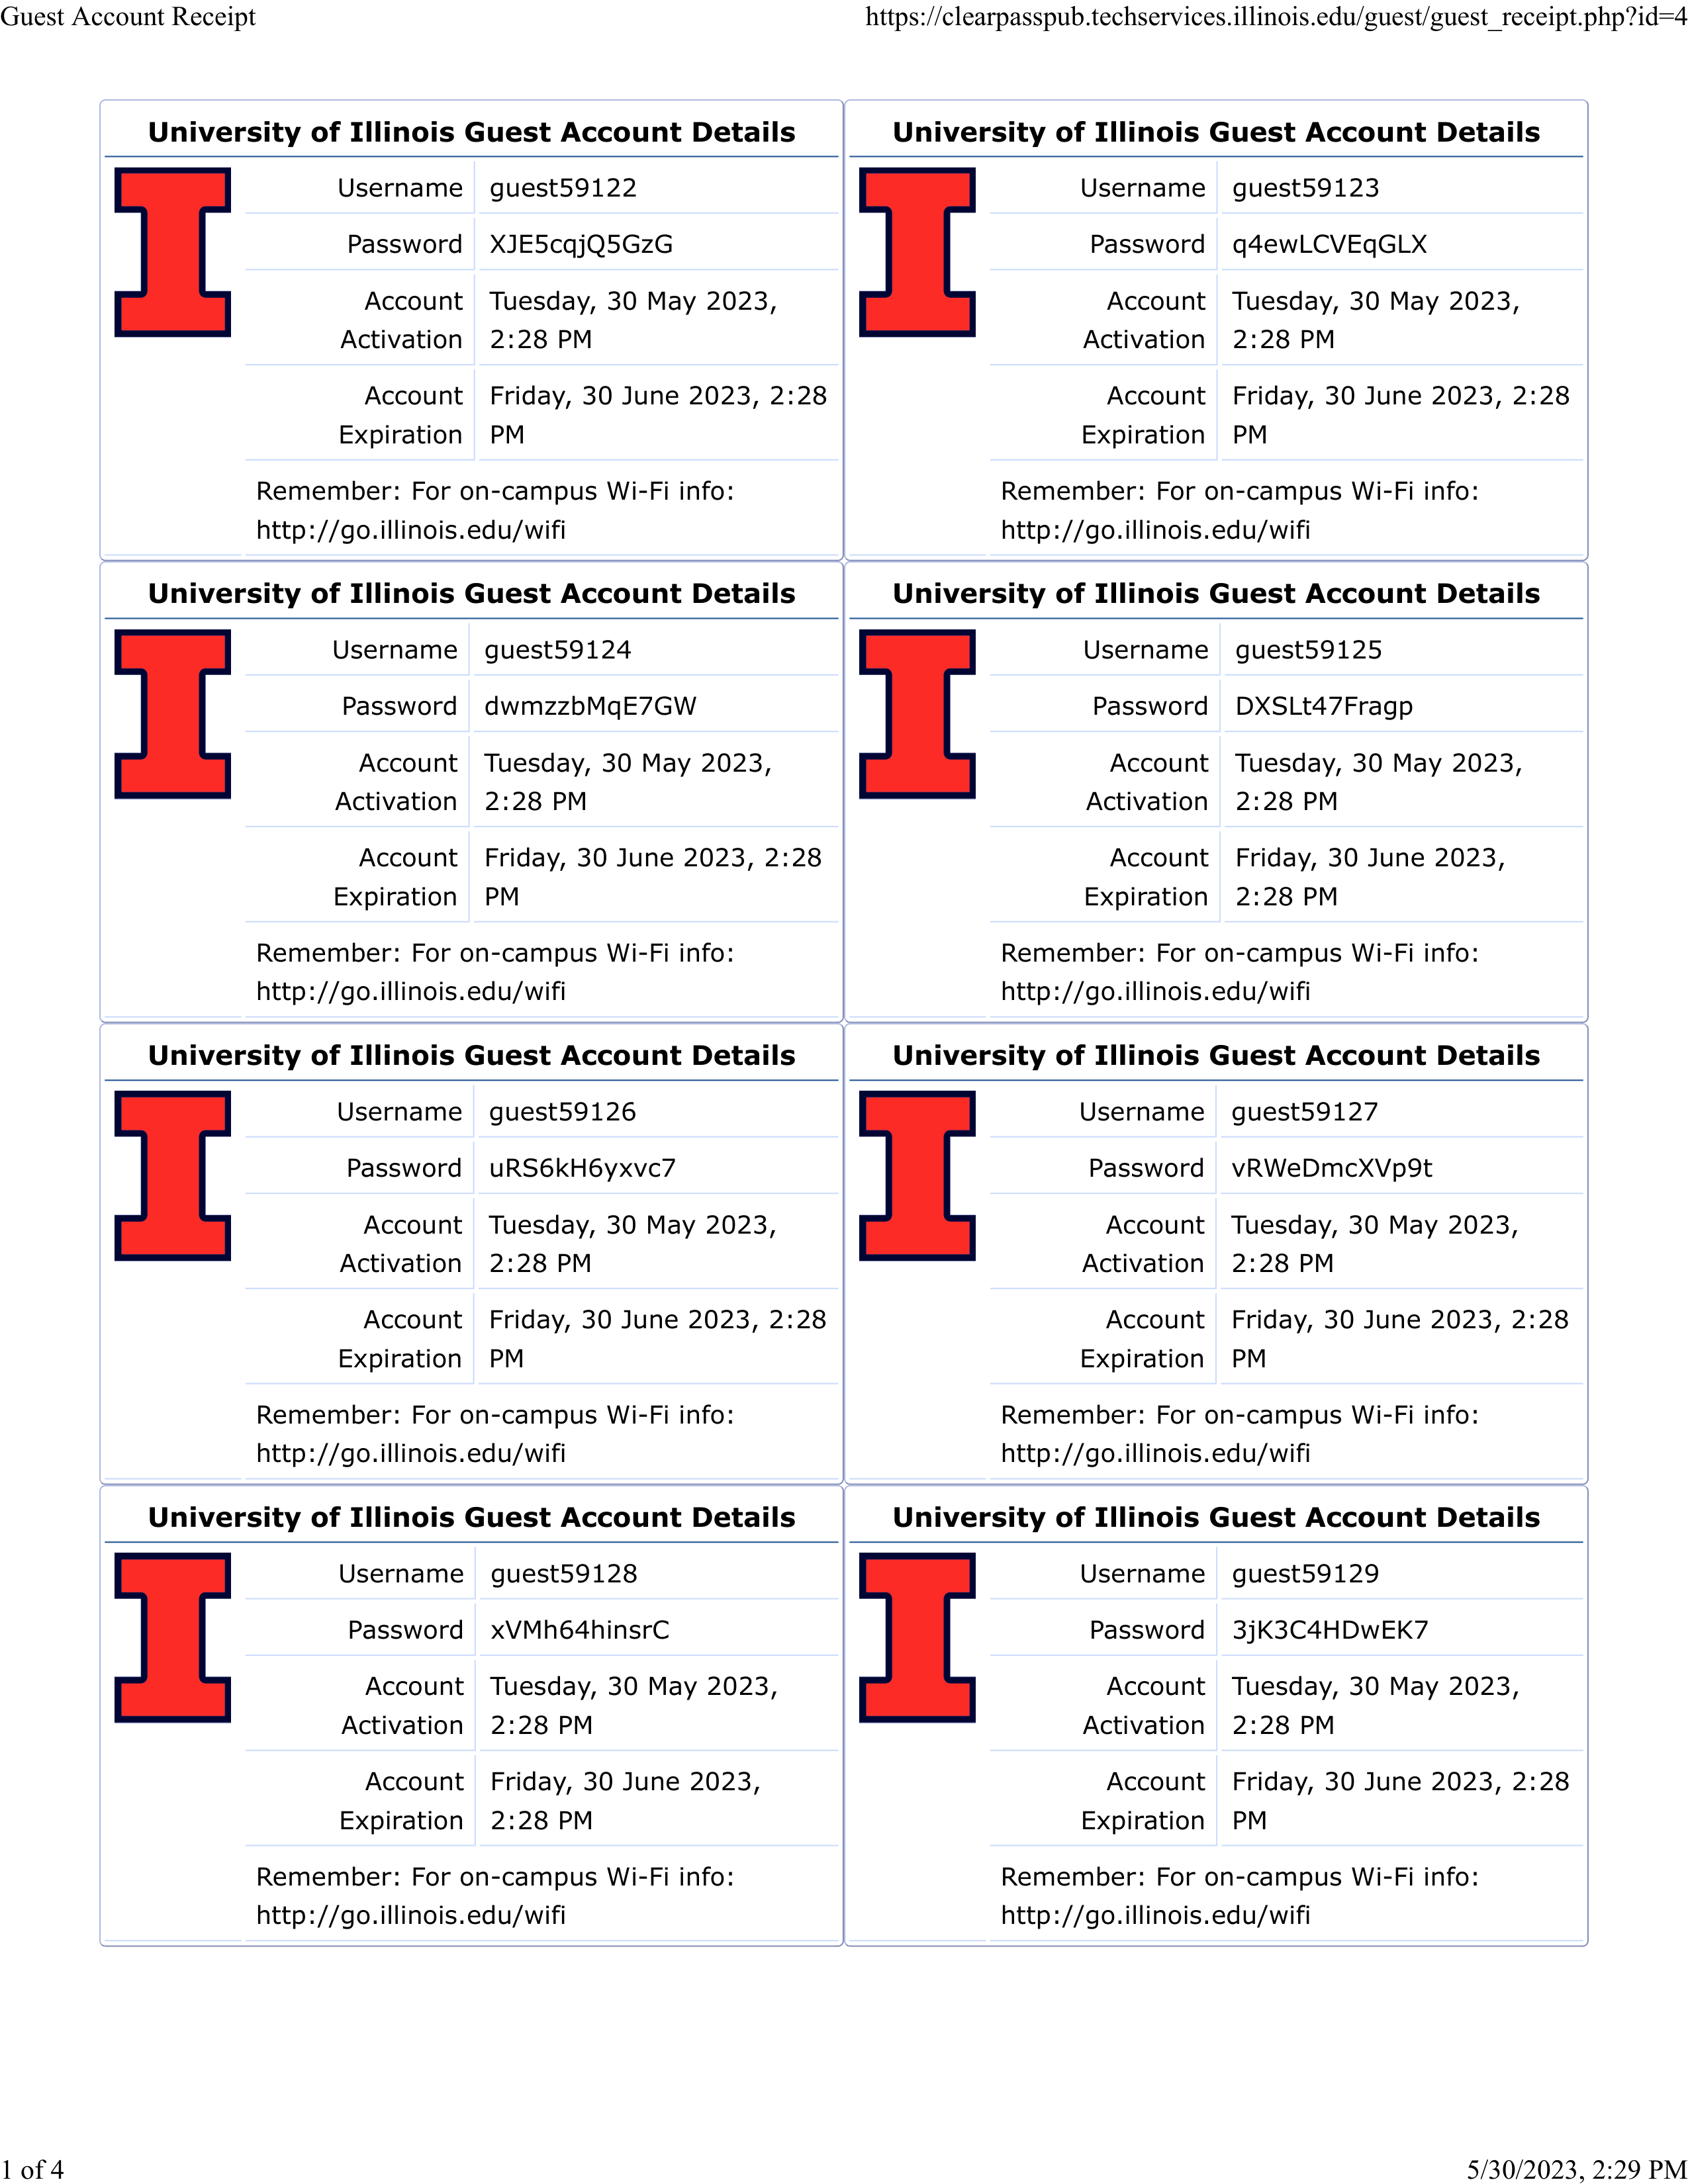 Guest Account Receipt
https://clearpasspub.techservices.illinois.edu/guest/guest_receipt.php?id=4
University of Illinois Guest Account Details
Username guest59122
Password XJE5cqjQ5GzG
Account Tuesday, 30 May 2023,
Activation 2:28 PM
Account Friday, 30 June 2023, 2:28
Expiration PM
Remember: For on-campus Wi-Fi info:
http://go.illinois.edu/wifi
University of Illinois Guest Account Details
Username guest59123
Password q4ewLCVEqGLX
Account Tuesday, 30 May 2023,
Activation 2:28 PM
Account Friday, 30 June 2023, 2:28
Expiration PM
Remember: For on-campus Wi-Fi info:
http://go.illinois.edu/wifi
University of Illinois Guest Account Details
Username guest59124
Password dwmzzbMqE7GW
Account Tuesday, 30 May 2023,
Activation 2:28 PM
Account Friday, 30 June 2023, 2:28
Expiration PM
Remember: For on-campus Wi-Fi info:
http://go.illinois.edu/wifi
University of Illinois Guest Account Details
Username guest59125
Password DXSLt47Fragp
Account Tuesday, 30 May 2023,
Activation 2:28 PM
Account Friday, 30 June 2023,
Expiration 2:28 PM
Remember: For on-campus Wi-Fi info:
http://go.illinois.edu/wifi
University of Illinois Guest Account Details
Username guest59126
Password uRS6kH6yxvc7
Account Tuesday, 30 May 2023,
Activation 2:28 PM
Account Friday, 30 June 2023, 2:28
Expiration PM
Remember: For on-campus Wi-Fi info:
http://go.illinois.edu/wifi
University of Illinois Guest Account Details
Username guest59127
Password vRWeDmcXVp9t
Account Tuesday, 30 May 2023,
Activation 2:28 PM
Account Friday, 30 June 2023, 2:28
Expiration PM
Remember: For on-campus Wi-Fi info:
http://go.illinois.edu/wifi
University of Illinois Guest Account Details
Username guest59128
Password xVMh64hinsrC
Account Tuesday, 30 May 2023,
Activation 2:28 PM
Account Friday, 30 June 2023,
Expiration 2:28 PM
Remember: For on-campus Wi-Fi info:
http://go.illinois.edu/wifi
University of Illinois Guest Account Details
Username guest59129
Password 3jK3C4HDwEK7
Account Tuesday, 30 May 2023,
Activation 2:28 PM
Account Friday, 30 June 2023, 2:28
Expiration PM
Remember: For on-campus Wi-Fi info:
http://go.illinois.edu/wifi
1 of 4
5/30/2023, 2:29 PM